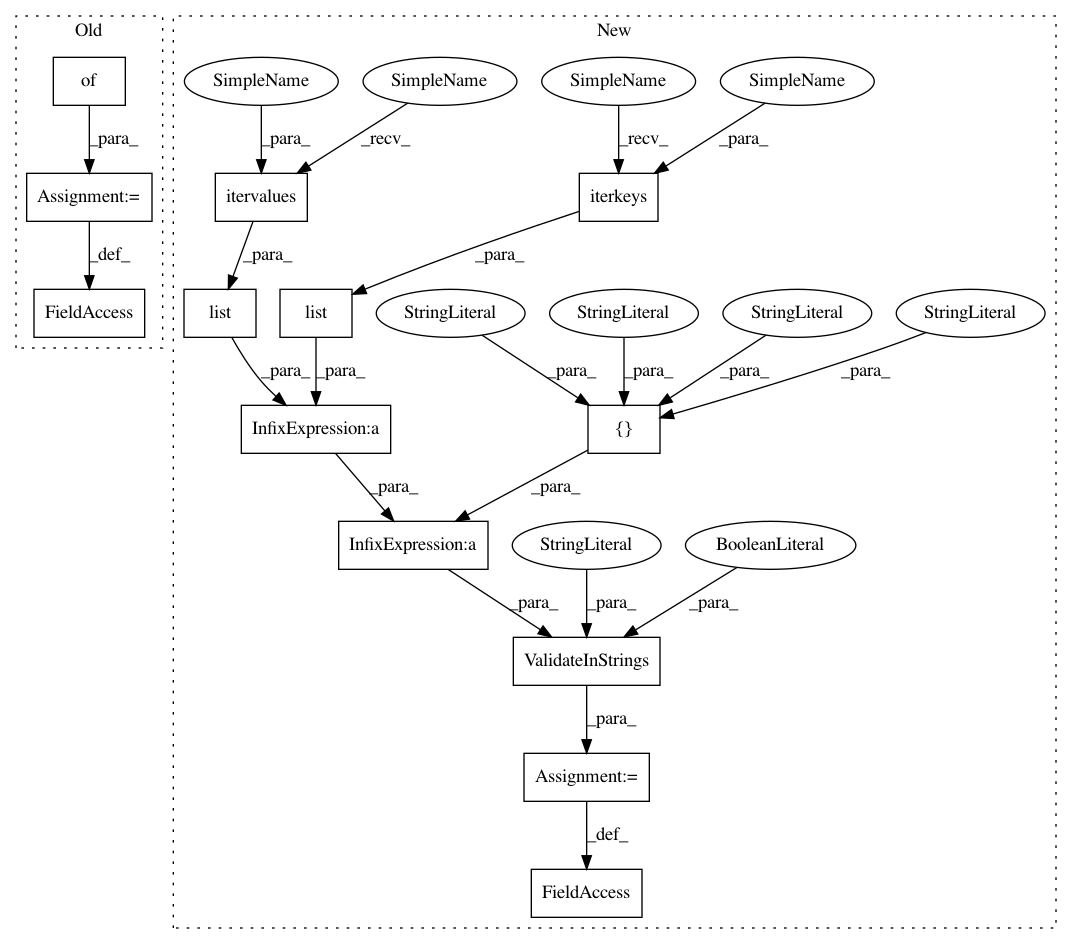 Old
New
of
SimpleName
SimpleName
SimpleName
SimpleName
_para_
_para_
_recv_
_recv_
_para_
Assignment:=
itervalues
iterkeys
_def_
_para_
_para_
FieldAccess
list
list
StringLiteral
StringLiteral
StringLiteral
StringLiteral
_para_
_para_
_para_
_para_
_para_
_para_
InfixExpression:a
{}
_para_
_para_
InfixExpression:a
StringLiteral
BooleanLiteral
_para_
_para_
_para_
ValidateInStrings
_para_
Assignment:=
_def_
FieldAccess